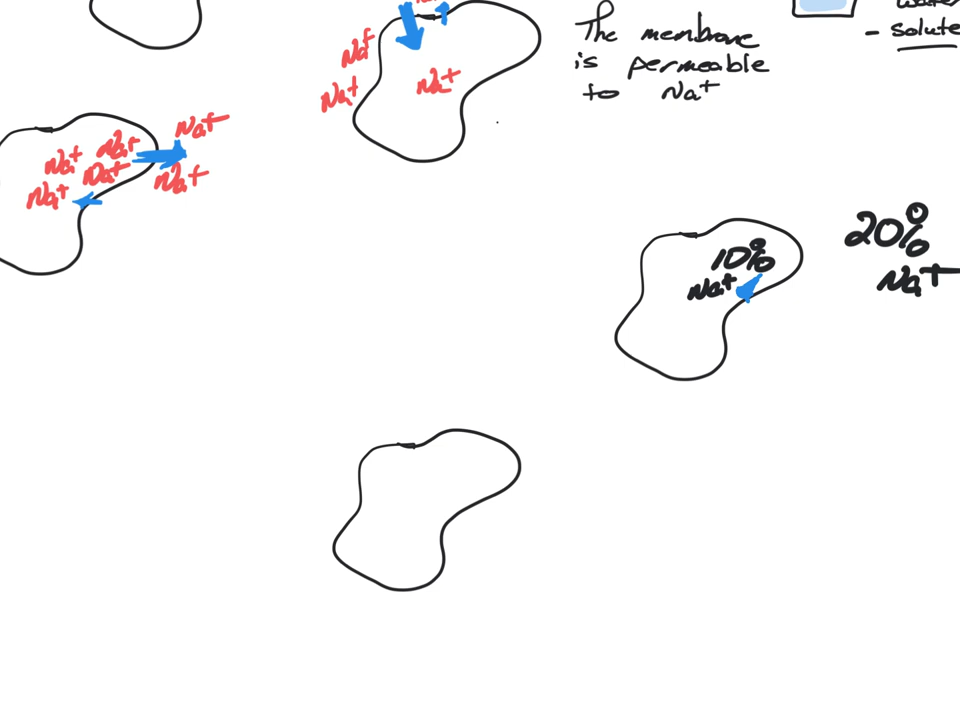 The membrane
is permeable
to Na+
- solute
Na+
Na+
Na+
Na+
Na+
Na+
Na+
Na+
Na+
10%
Na+
20%
Na+